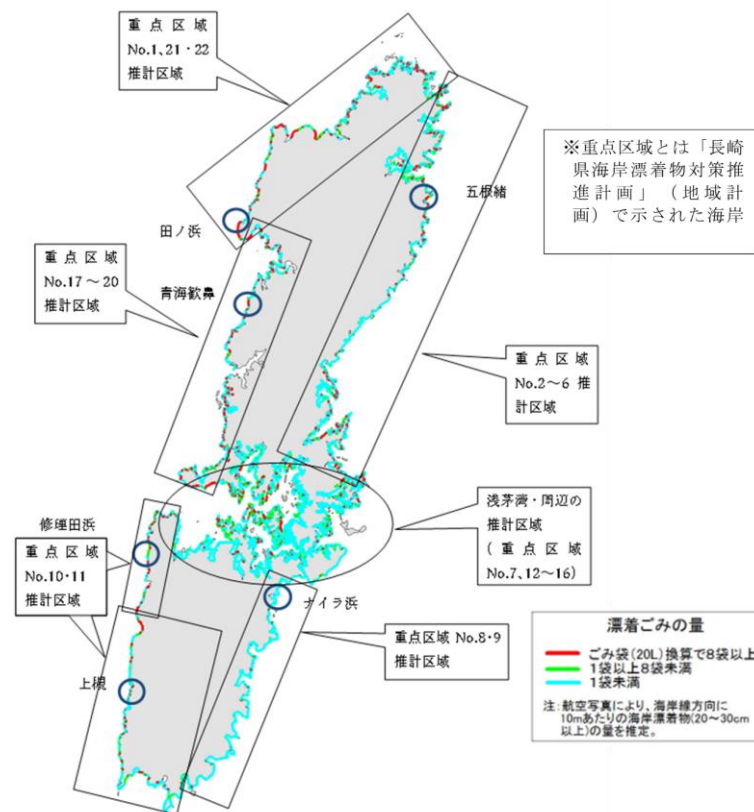 重点区域
No.1、21・22
推計区域
※重点区域とは「長崎
県海岸漂着物対策推
進計画」（地域計
画）で示された海岸
五根緒
田ノ浜
重点区域
No.17～20
推計区域
青海歓鼻
重点区域
No.2～6 推
計区域
浅茅湾・周辺の
推計区域
（重点区域
No.7、12～16）
修理田浜
重点区域
No.10・11
推計区域
ナイラ浜
重点区域 No.8・9
推計区域
上槻
漂着ごみの量
ごみ袋(20L)換算で8袋以上
1袋以上8袋未満
1袋未満
注：航空写真により、海岸線方向に
10mあたりの海岸漂着物(20～30cm
以上)の量を推定。